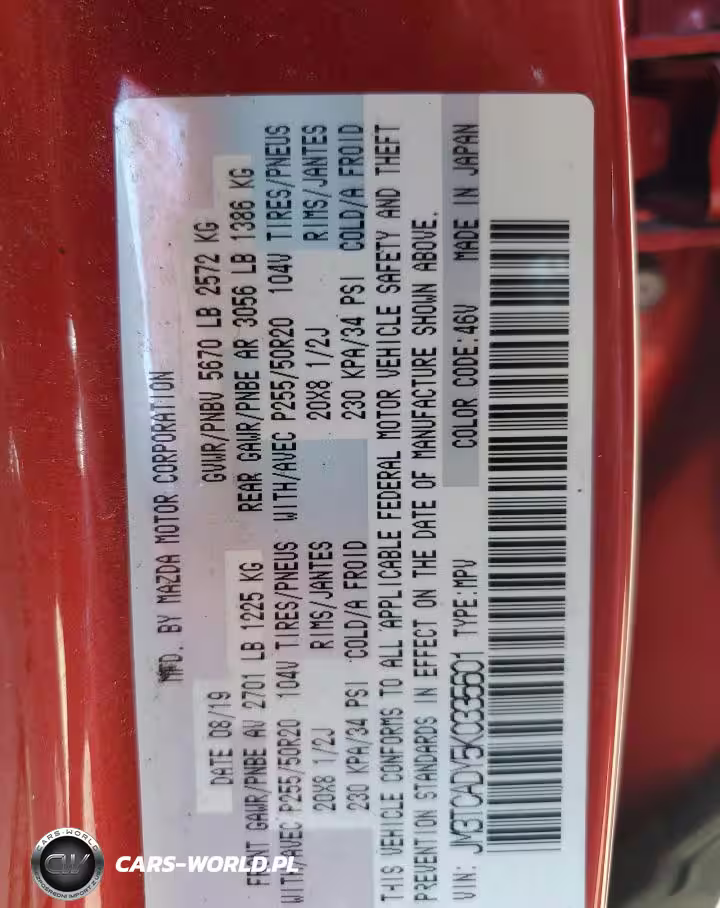 MFD. BY MAZDA MOTOR CORPORATION
DATE 08/19 GVWR/PNBV 5670 LB 2572 KG
FRONT GAWR/PNBE AV 2701 LB 1225 KG REAR GAWR/PNBE AR 3056 LB 1386 KG
WITH/AVEC P255/50R20 104V TIRES/PNEUS WITH/AVEC P255/50R20 104V TIRES/PNEUS
20X8 1/2J RIMS/JANTES 20X8 1/2J RIMS/JANTES
230 KPA/34 PSI COLD/A FROID 230 KPA/34 PSI COLD/A FROID
THIS VEHICLE CONFORMS TO ALL APPLICABLE FEDERAL MOTOR VEHICLE SAFETY AND THEFT
PREVENTION STANDARDS IN EFFECT ON THE DATE OF MANUFACTURE SHOWN ABOVE.
VIN: JM3TCADY5K0335601 TYPE:MPV COLOR CODE:46V MADE IN JAPAN
CARS-WORLD
CW
CARS-WORLD.PL